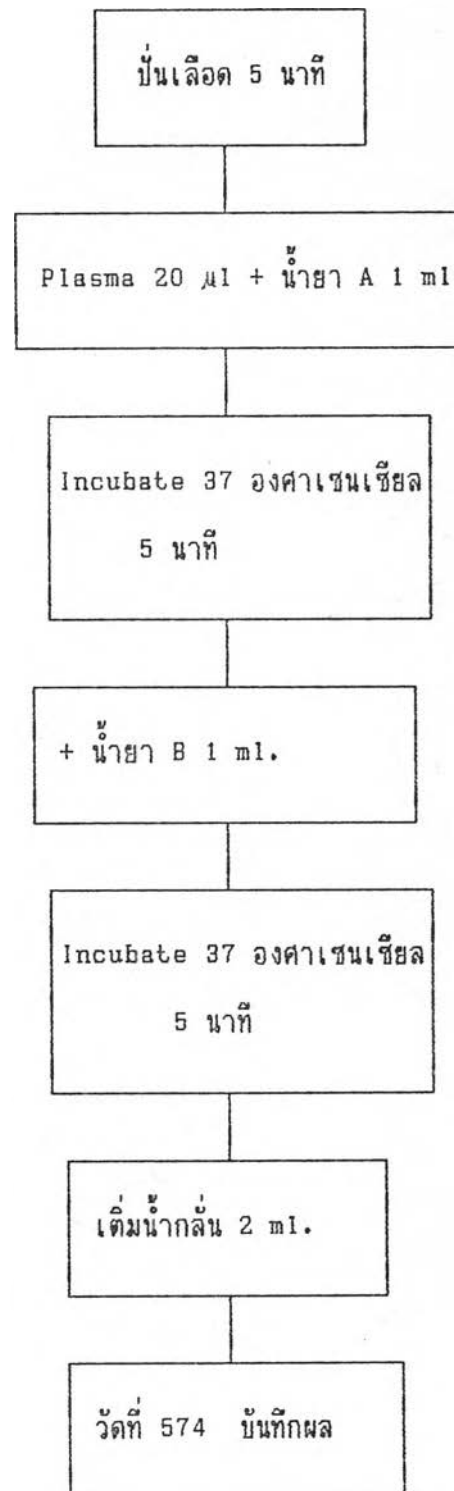 ปั่นเลือด 5 นาที
Plasma 20 µl + น้ำยา A 1 ml
Incubate 37 องศาเซนเซียล
5 นาที
+ น้ำยา B 1 ml.
Incubate 37 องศาเซนเซียล
5 นาที
เติ่มน้ำกลั่น 2 ml.
วัดที่ 574 บันทึกผล